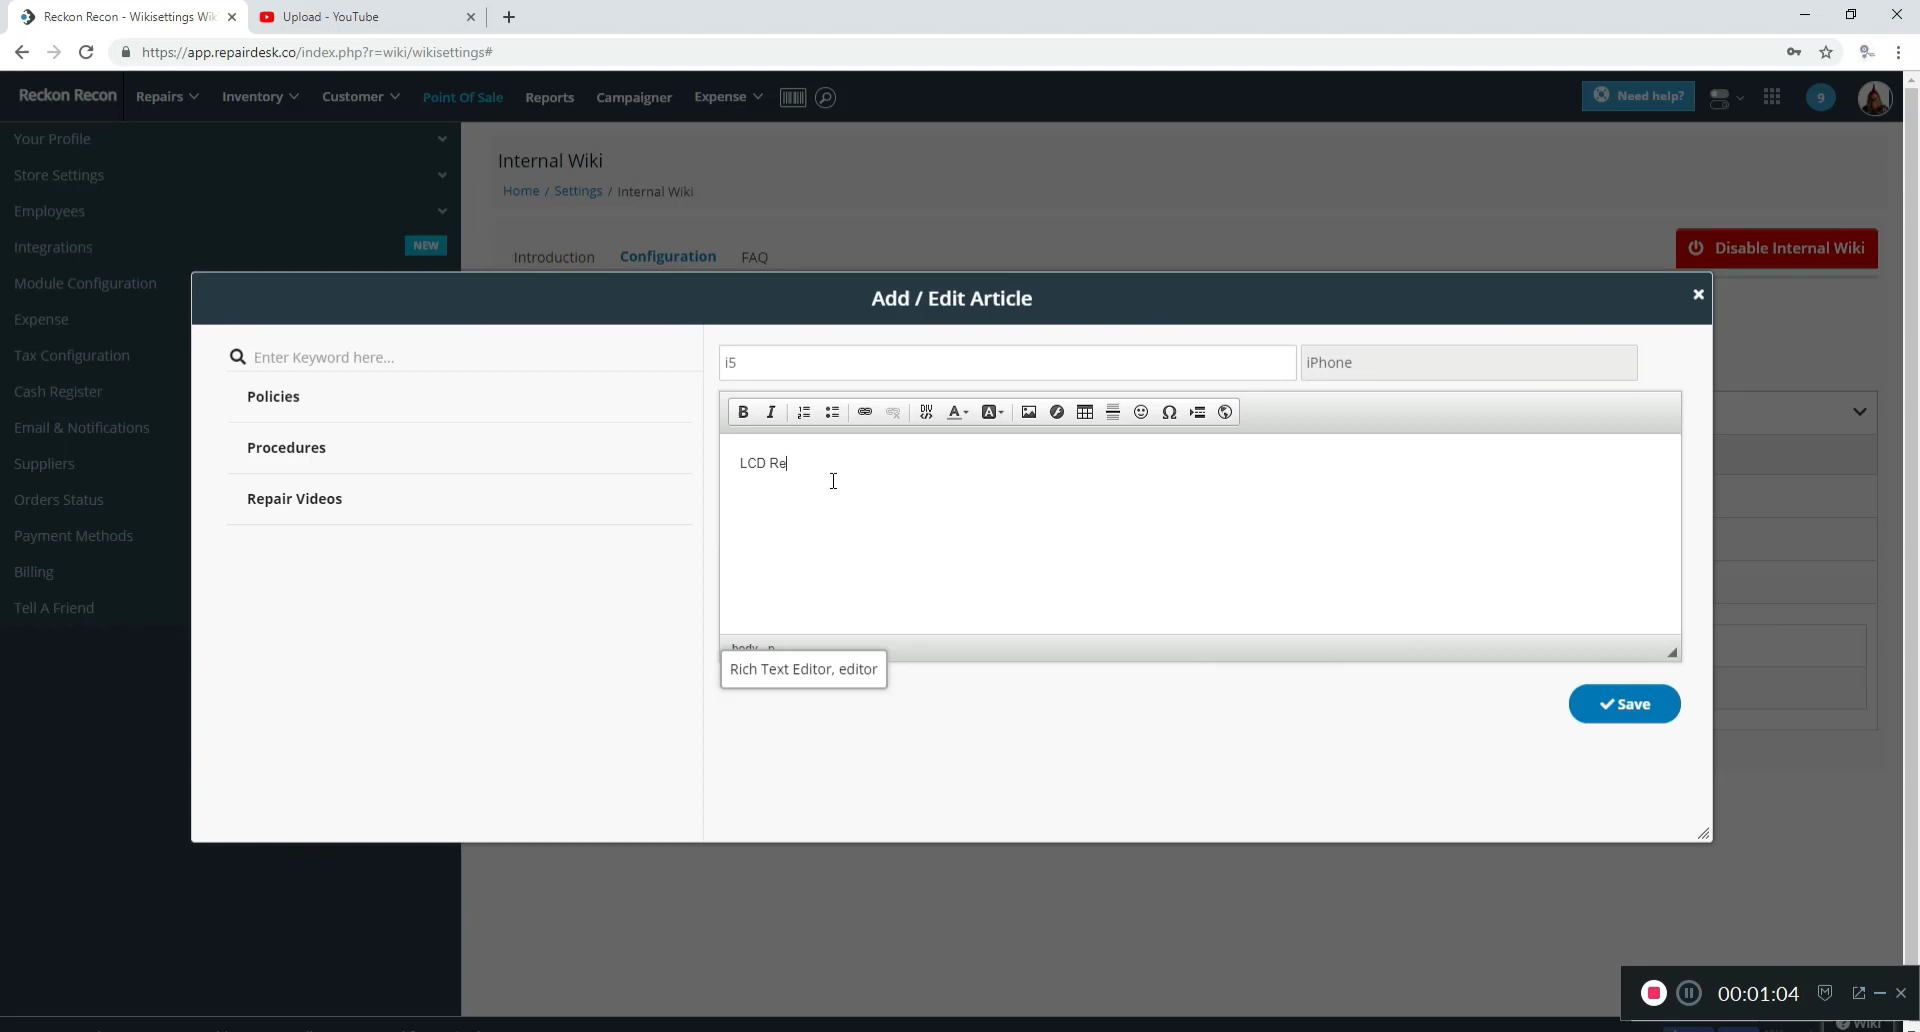 Reckon Recon - Wikisettings Wik
Upload - YouTube
https://app.repairdesk.co/index.php?r=wiki/wikisettings#
Reckon Recon
Repairs
Inventory
Customer
Point Of Sale
Reports
Campaigner
Expense
Need help?
9
Your Profile
Store Settings
Employees
Integrations
NEW
Module Configuration
Expense
Tax Configuration
Cash Register
Email & Notifications
Suppliers
Orders Status
Payment Methods
Billing
Tell A Friend
Internal Wiki
Home / Settings / Internal Wiki
Introduction
Configuration
FAQ
Disable Internal Wiki
Add / Edit Article
Enter Keyword here...
Policies
Procedures
Repair Videos
i5
iPhone
B I
DIV
A
A
Ω
LCD Re
body p
Rich Text Editor, editor
Save
00:01:04
Wiki